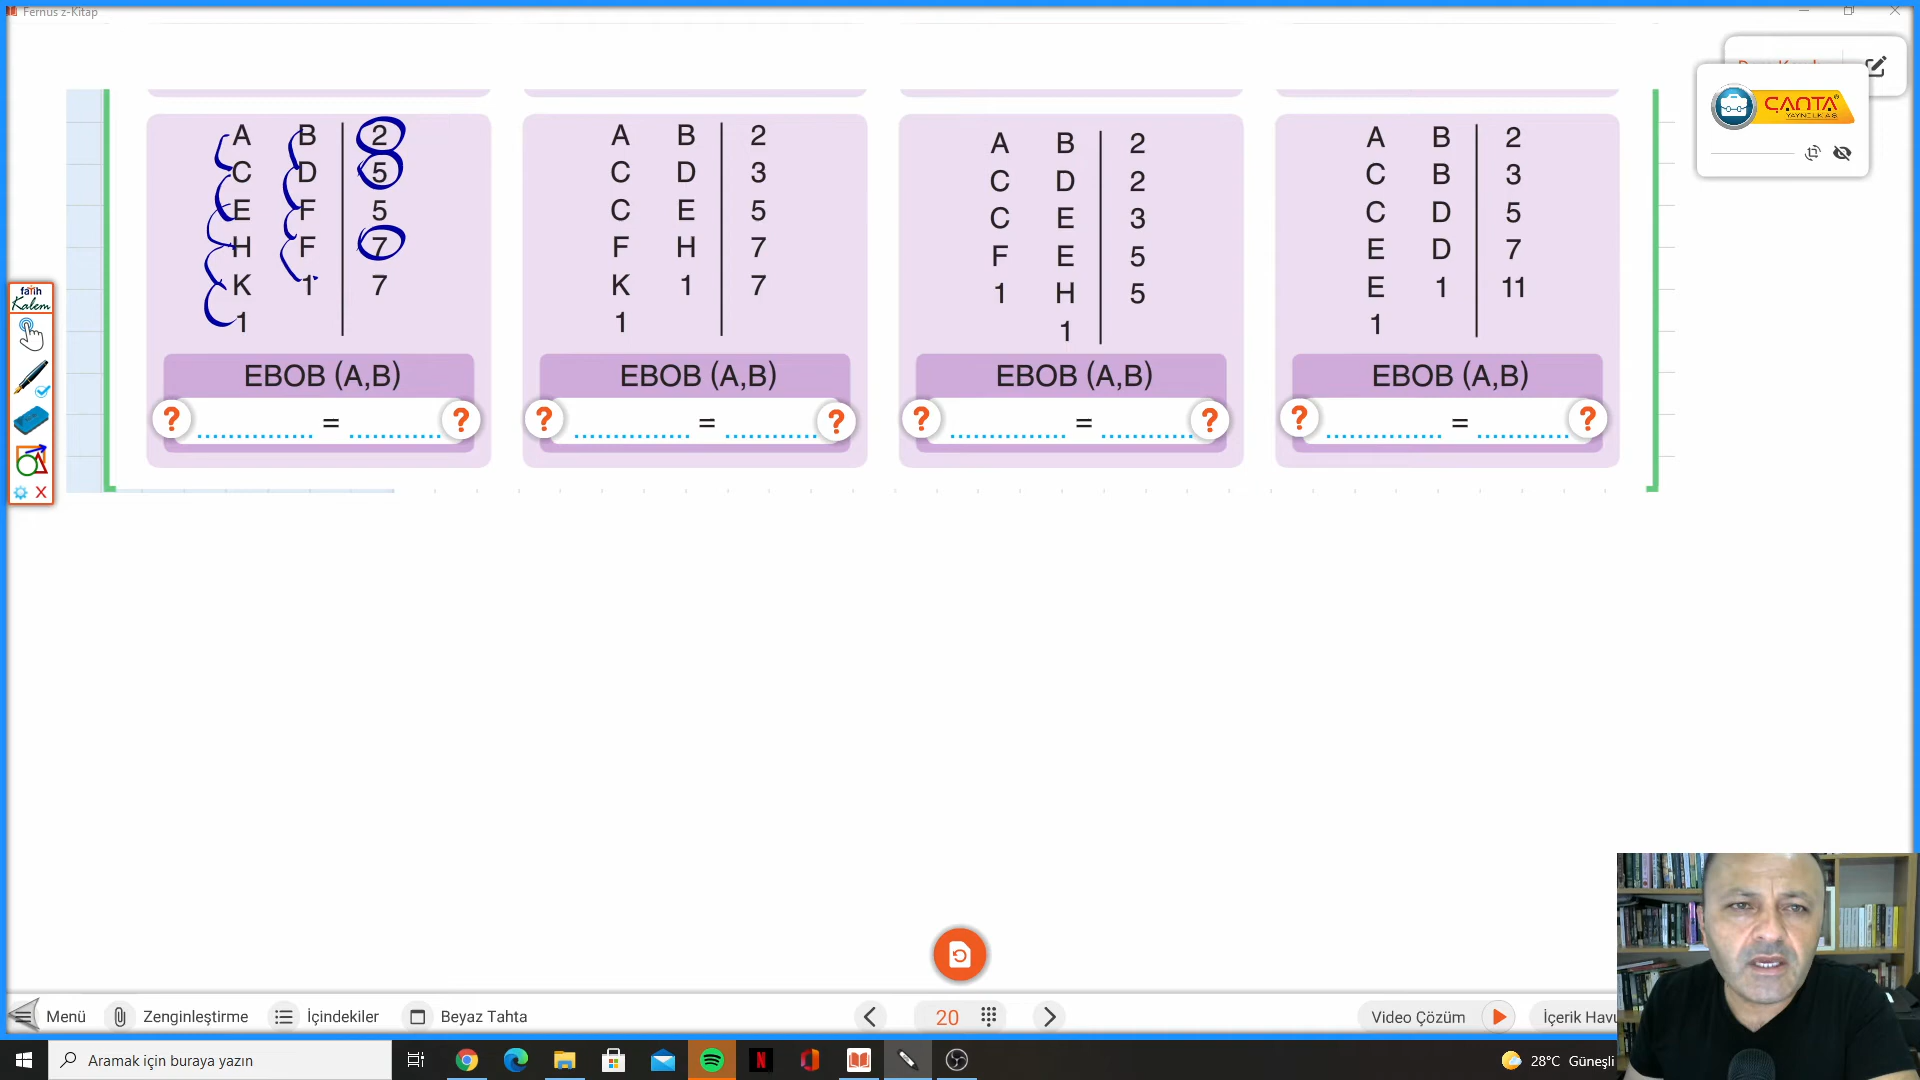 Fernus z-Kitap
ÇANTA
YAYINCILIK A.Ş.
fatih
Kalem
A B 2
C D 5
E F 5
H F 7
K 1 7
1
EBOB (A,B)
? .............. = ........... ?
A B 2
C D 3
C E 5
F H 7
K 1 7
1
EBOB (A,B)
? .............. = ........... ?
A B 2
C D 2
C E 3
F E 5
1 H 5
1
EBOB (A,B)
? .............. = ........... ?
A B 2
C B 3
C D 5
E D 7
E 1 11
1
EBOB (A,B)
? .............. = ........... ?
Menü Zenginleştirme İçindekiler Beyaz Tahta 20 Video Çözüm İçerik Havu
Aramak için buraya yazın 28°C Güneşli